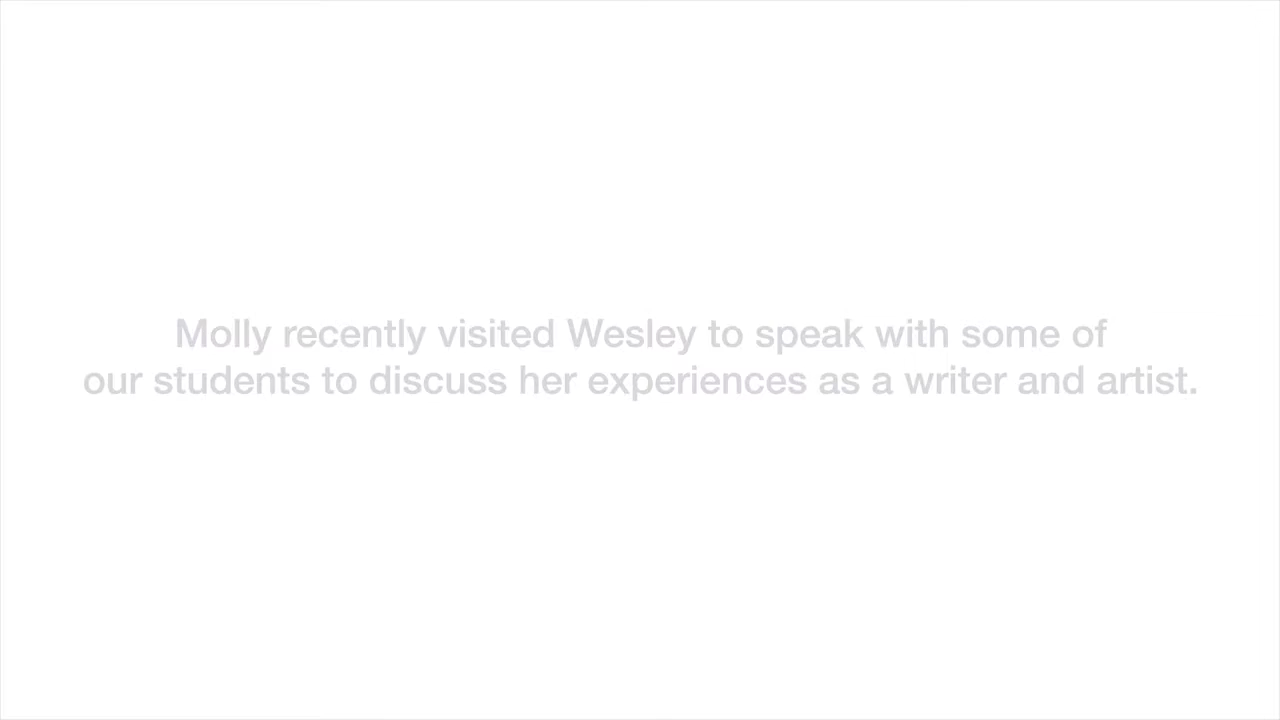 Molly recently visited Wesley to speak with some of
our students to discuss her experiences as a writer and artist.